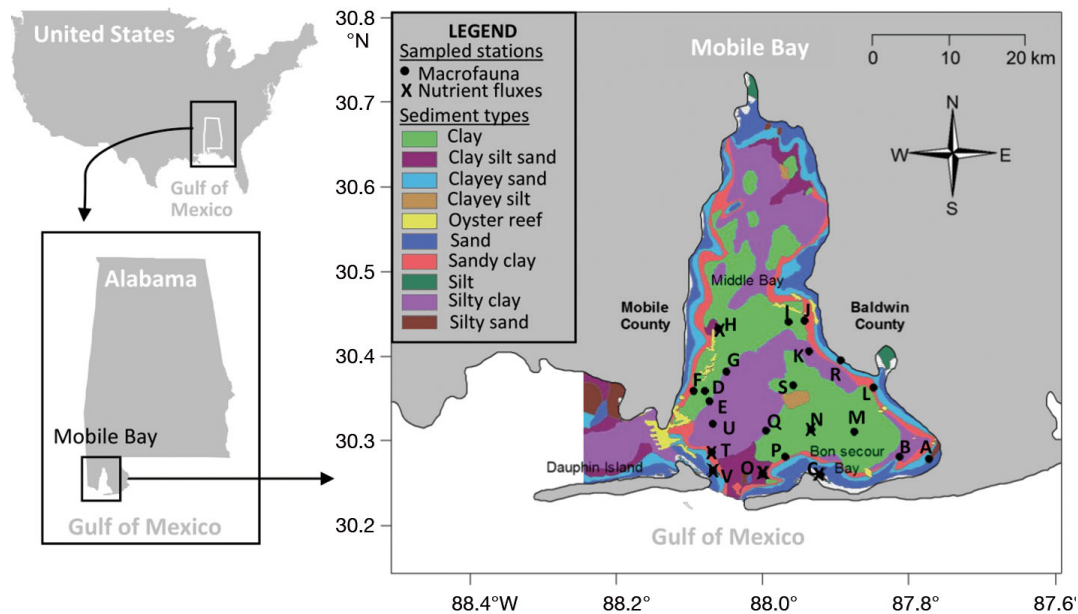 United States
Gulf of
Mexico
Alabama
Mobile Bay
Gulf of Mexico
30.8
°N
30.7
30.6
30.5
30.4
30.3
30.2
LEGEND
Sampled stations
Macrofauna
X Nutrient fluxes
Sediment types
Clay
Clay silt sand
Clayey sand
Clayey silt
Oyster reef
Sand
Sandy clay
Silt
Silty clay
Silty sand
Mobile Bay
0 10 20 km
N
W E
S
Middle Bay
Mobile
County
Baldwin
County
H I J
G K R
F D S L
E
U Q N M
T P Bon secour B A
V O C Bay
Dauphin Island
Gulf of Mexico
88.4°W 88.2° 88.0° 87.8° 87.6°